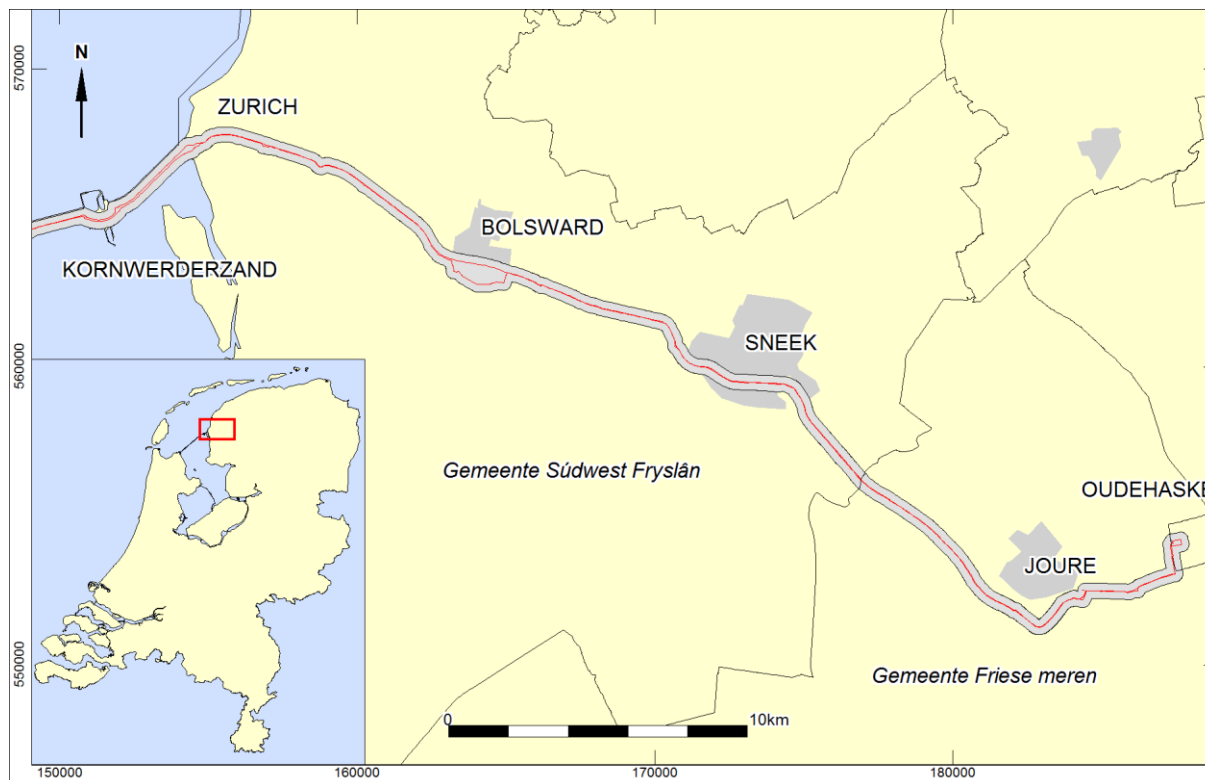 N
570000
ZURICH
BOLSWARD
KORNWERDERZAND
SNEEK
560000
Gemeente Súdwest Fryslân
OUDEHASKE
JOURE
550000
Gemeente Friese meren
0
10km
150000
160000
170000
180000